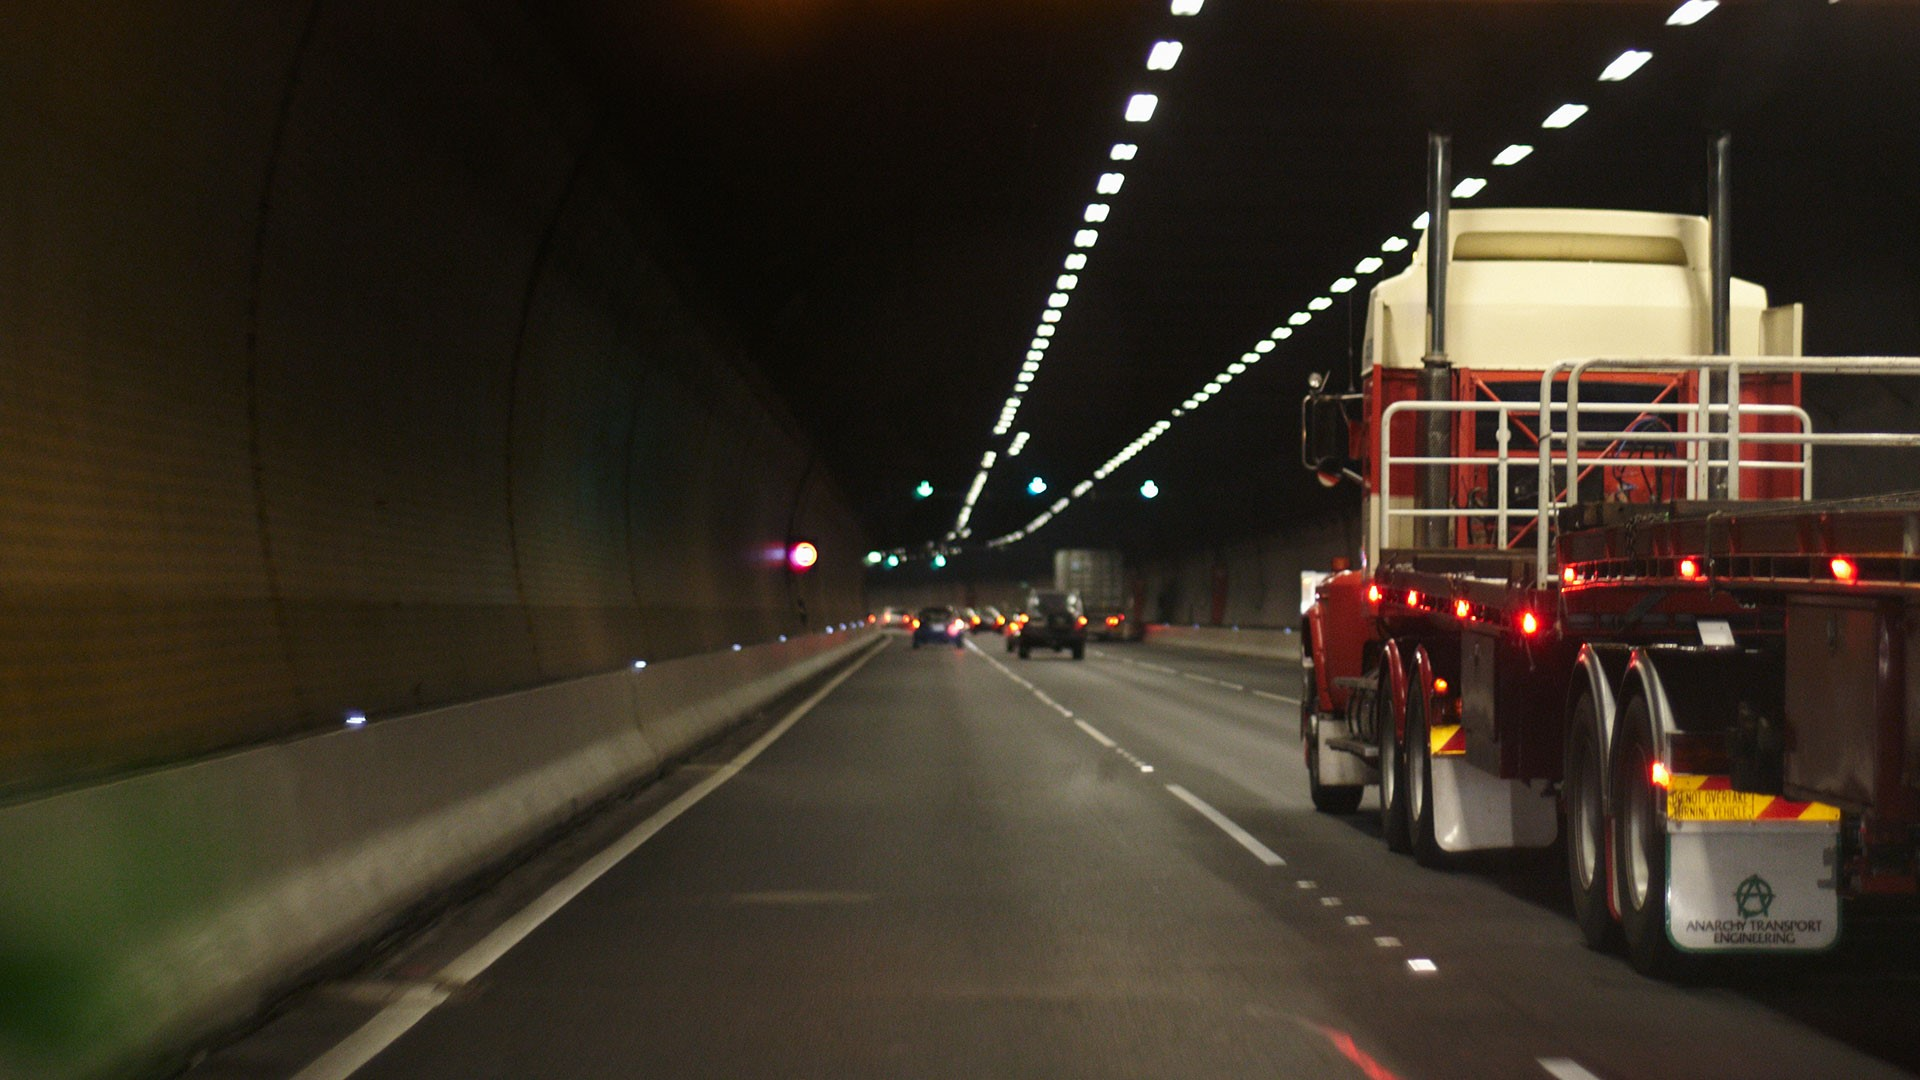 DO NOT OVERTAKE
TURNING VEHICLE
ANARCHY TRANSPORT
ENGINEERING